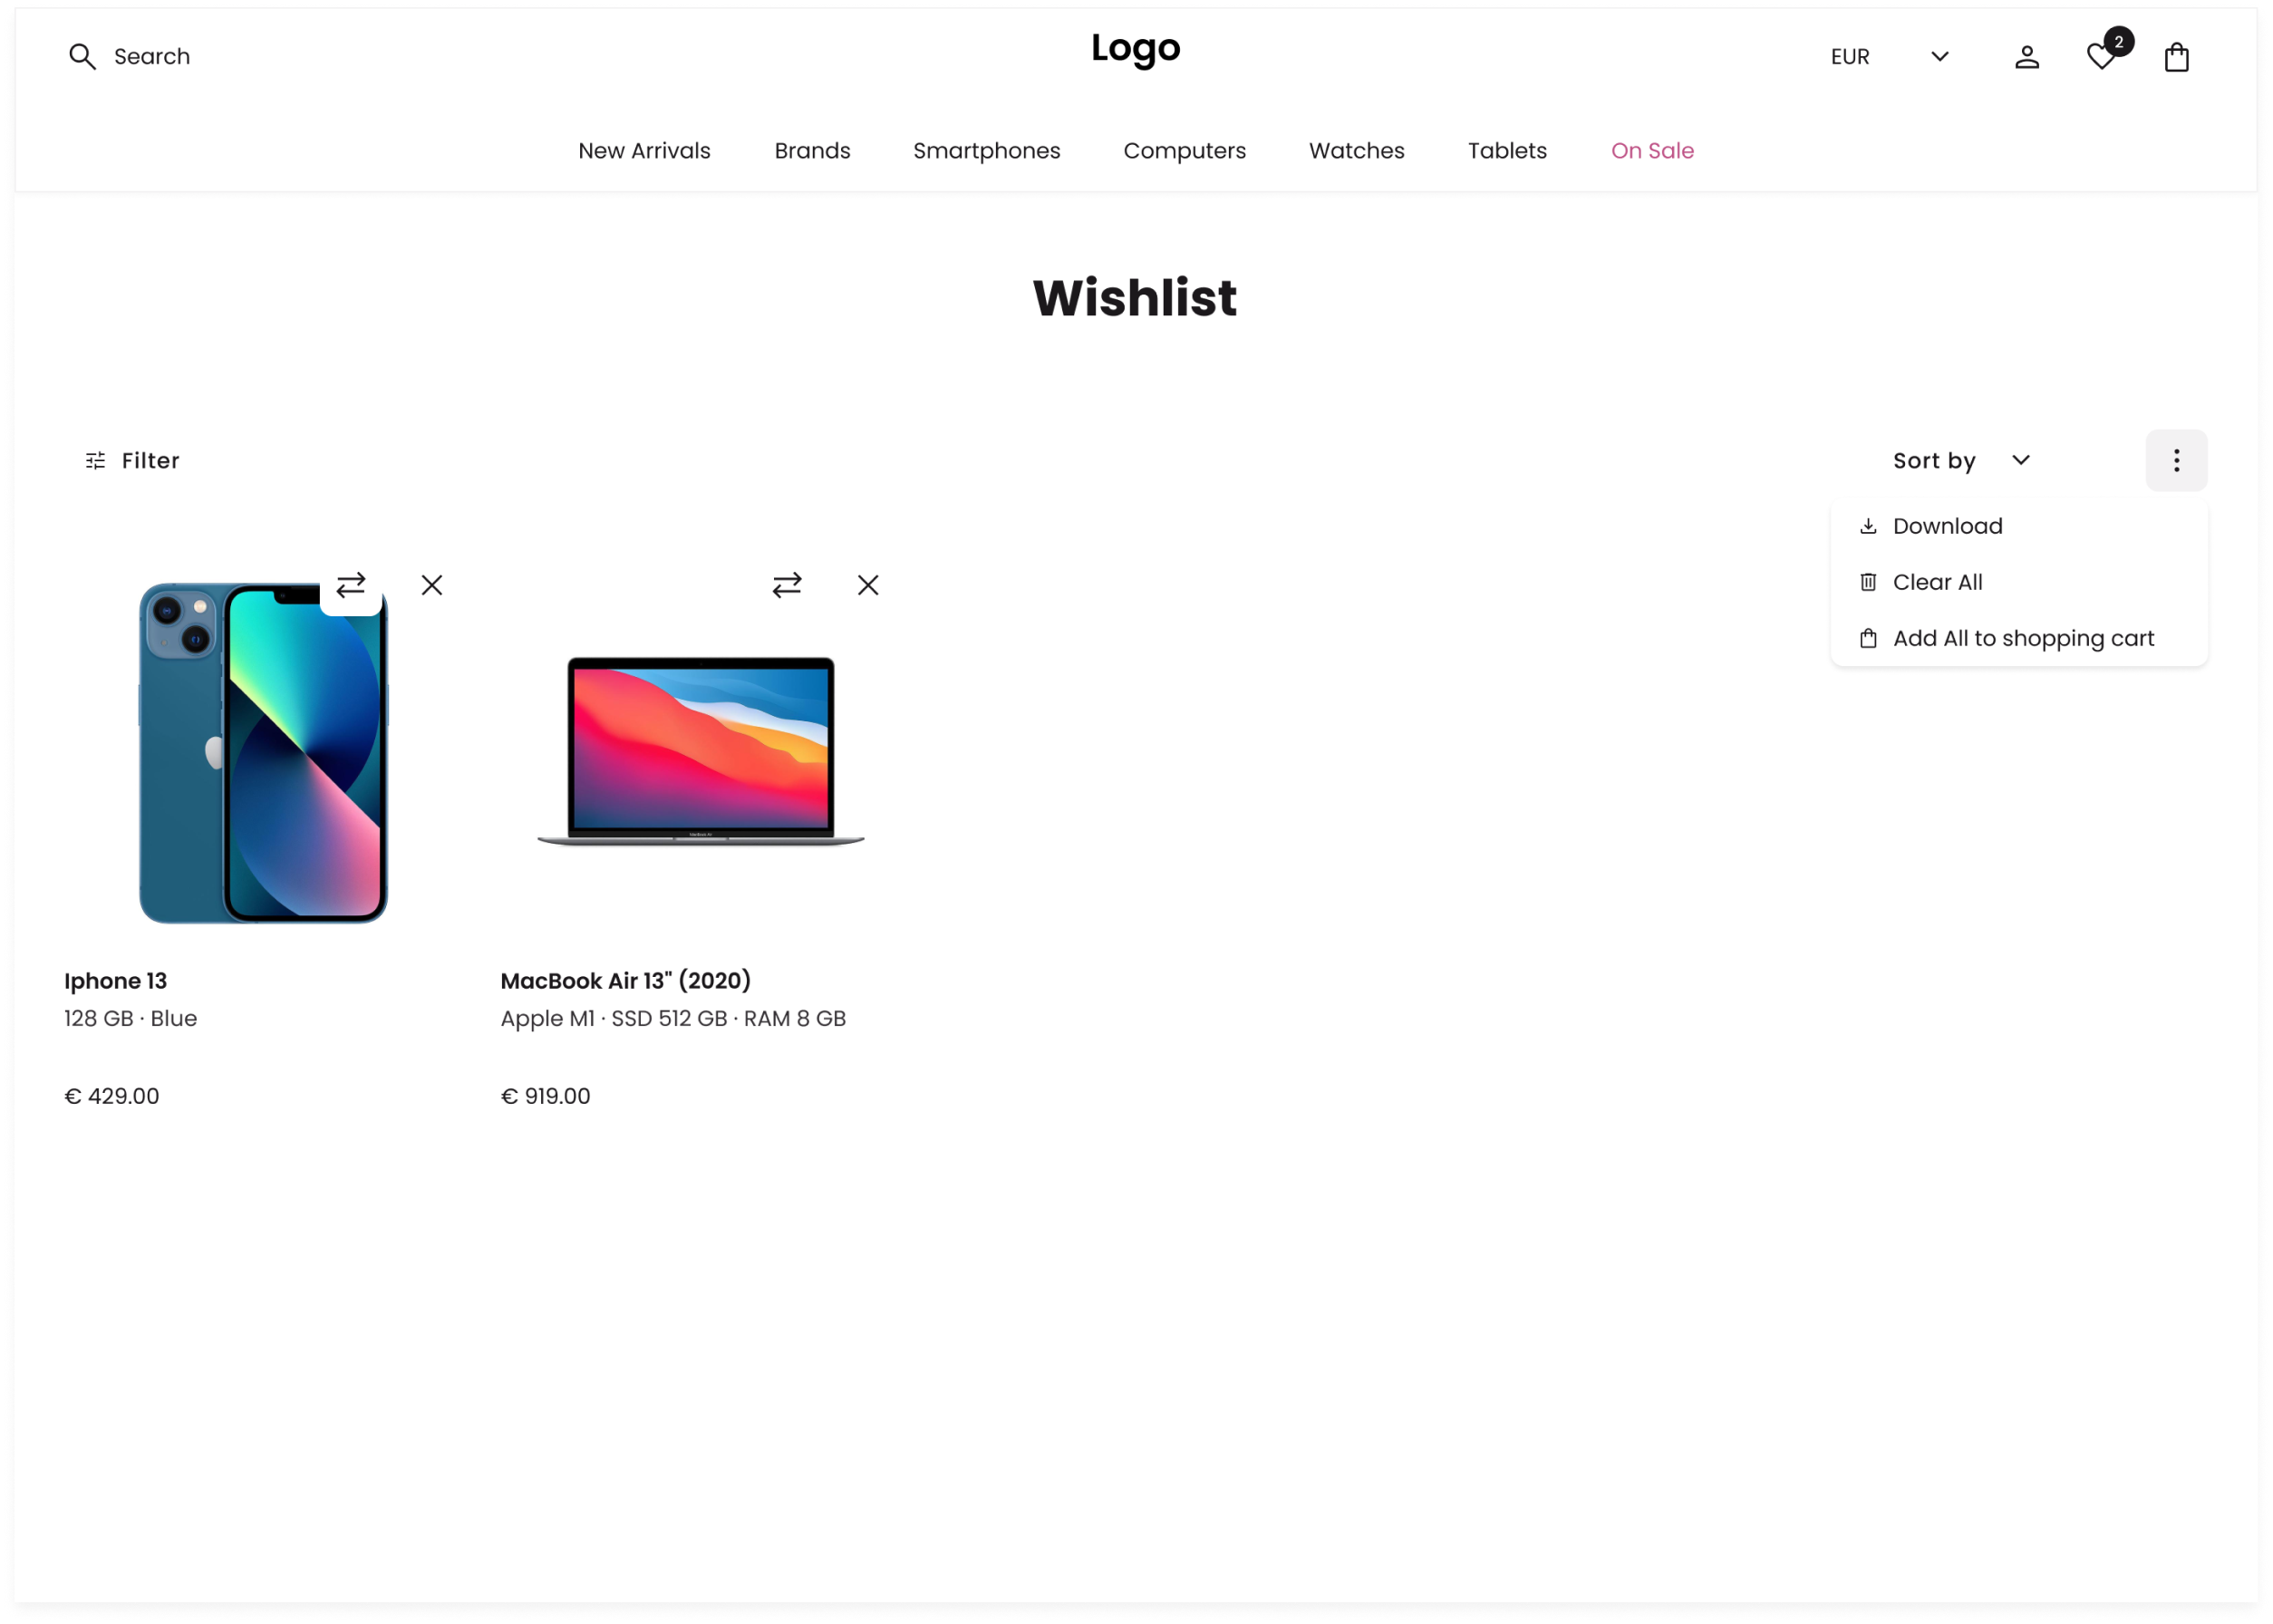 Search
Logo
EUR
2
New Arrivals
Brands
Smartphones
Computers
Watches
Tablets
On Sale
Wishlist
Filter
Sort by
Download
Clear All
Add All to shopping cart
Iphone 13
128 GB · Blue
€ 429.00
MacBook Air
MacBook Air 13" (2020)
Apple M1 · SSD 512 GB · RAM 8 GB
€ 919.00